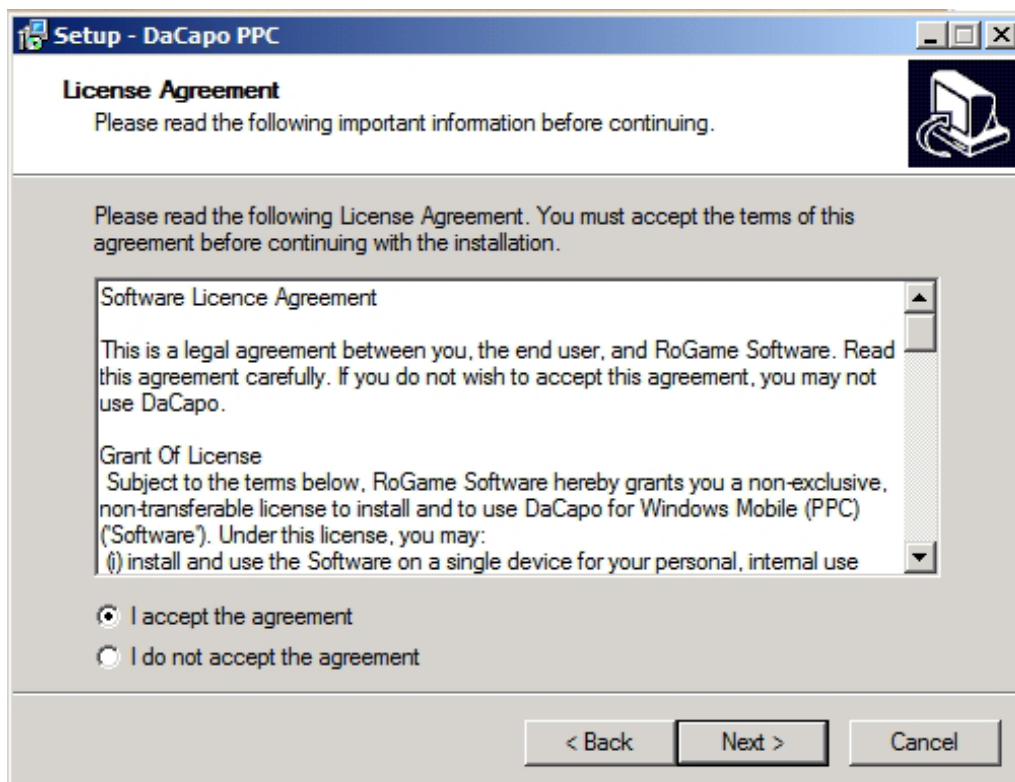 Setup - DaCapo PPC
License Agreement
Please read the following important information before continuing.
Please read the following License Agreement. You must accept the terms of this
agreement before continuing with the installation.
Software Licence Agreement
This is a legal agreement between you, the end user, and RoGame Software. Read
this agreement carefully. If you do not wish to accept this agreement, you may not
use DaCapo.
Grant Of License
Subject to the terms below, RoGame Software hereby grants you a non-exclusive,
non-transferable license to install and to use DaCapo for Windows Mobile (PPC)
("Software"). Under this license, you may:
(i) install and use the Software on a single device for your personal, internal use
I accept the agreement
I do not accept the agreement
< Back
Next >
Cancel